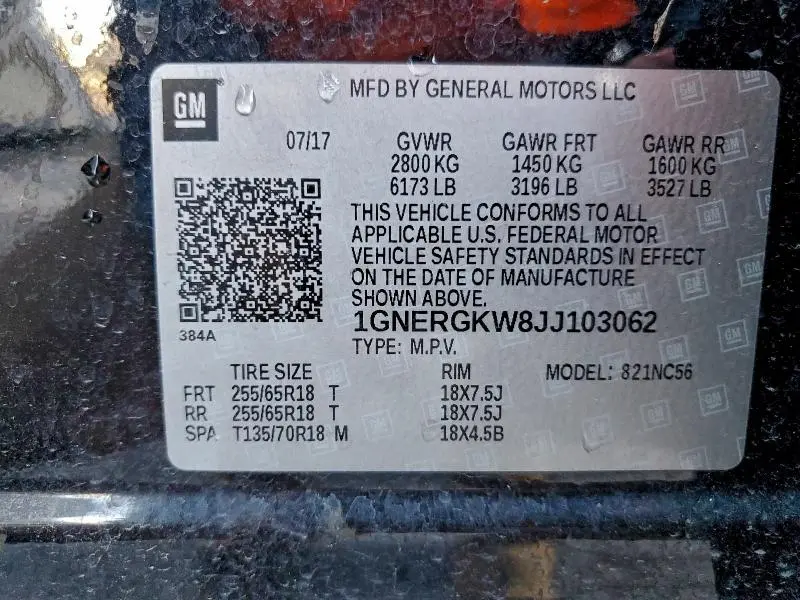 GM
MFD BY GENERAL MOTORS LLC
07/17 GVWR GAWR FRT GAWR RR
2800 KG 1450 KG 1600 KG
6173 LB 3196 LB 3527 LB
THIS VEHICLE CONFORMS TO ALL
APPLICABLE U.S. FEDERAL MOTOR
VEHICLE SAFETY STANDARDS IN EFFECT
ON THE DATE OF MANUFACTURE
SHOWN ABOVE.
1GNERGKW8JJ103062
384A
TYPE: M.P.V.
TIRE SIZE RIM MODEL: 821NC56
FRT 255/65R18 T 18X7.5J
RR 255/65R18 T 18X7.5J
SPA T135/70R18 M 18X4.5B